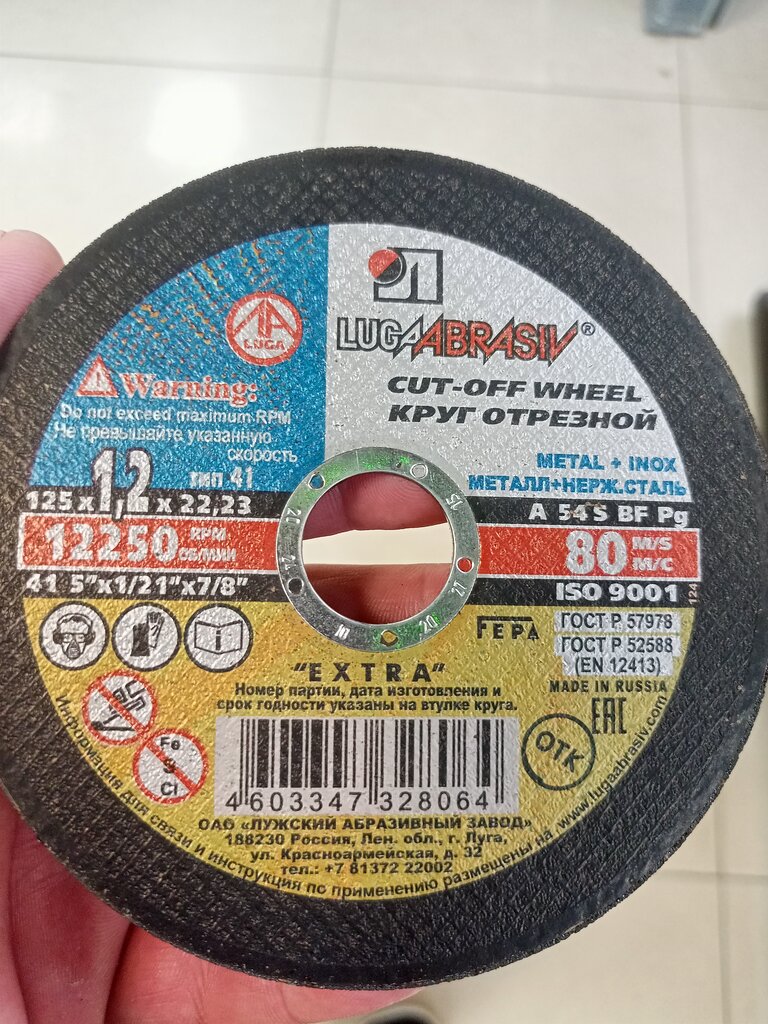 LUGAABRASIV®
LUGA
CUT-OFF WHEEL
КРУГ ОТРЕЗНОЙ
Warning:
Do not exceed maximum RPM
Не превышайте указанную
скорость
METAL + INOX
МЕТАЛЛ+НЕРЖ.СТАЛЬ
тип 41
125 x 1,2 x 22,23
A 54 S BF Pg
12250 RPM
ОБ/МИН
80 M/S
М/С
41 5"x1/21"x7/8"
ISO 9001
FEPA
ГОСТ Р 57978
ГОСТ Р 52588
(EN 12413)
MADE IN RUSSIA
"EXTRA"
Номер партии, дата изготовления и
срок годности указаны на втулке круга.
EAC
ОТК
Fe
S
Cl
4 603347 328064
ОАО «ЛУЖСКИЙ АБРАЗИВНЫЙ ЗАВОД»
188230 Россия, Лен. обл., г. Луга,
ул. Красноармейская, д. 32
тел.: +7 81372 22002
Информация для связи и инструкция по применению размещены на www.lugaabrasiv.com